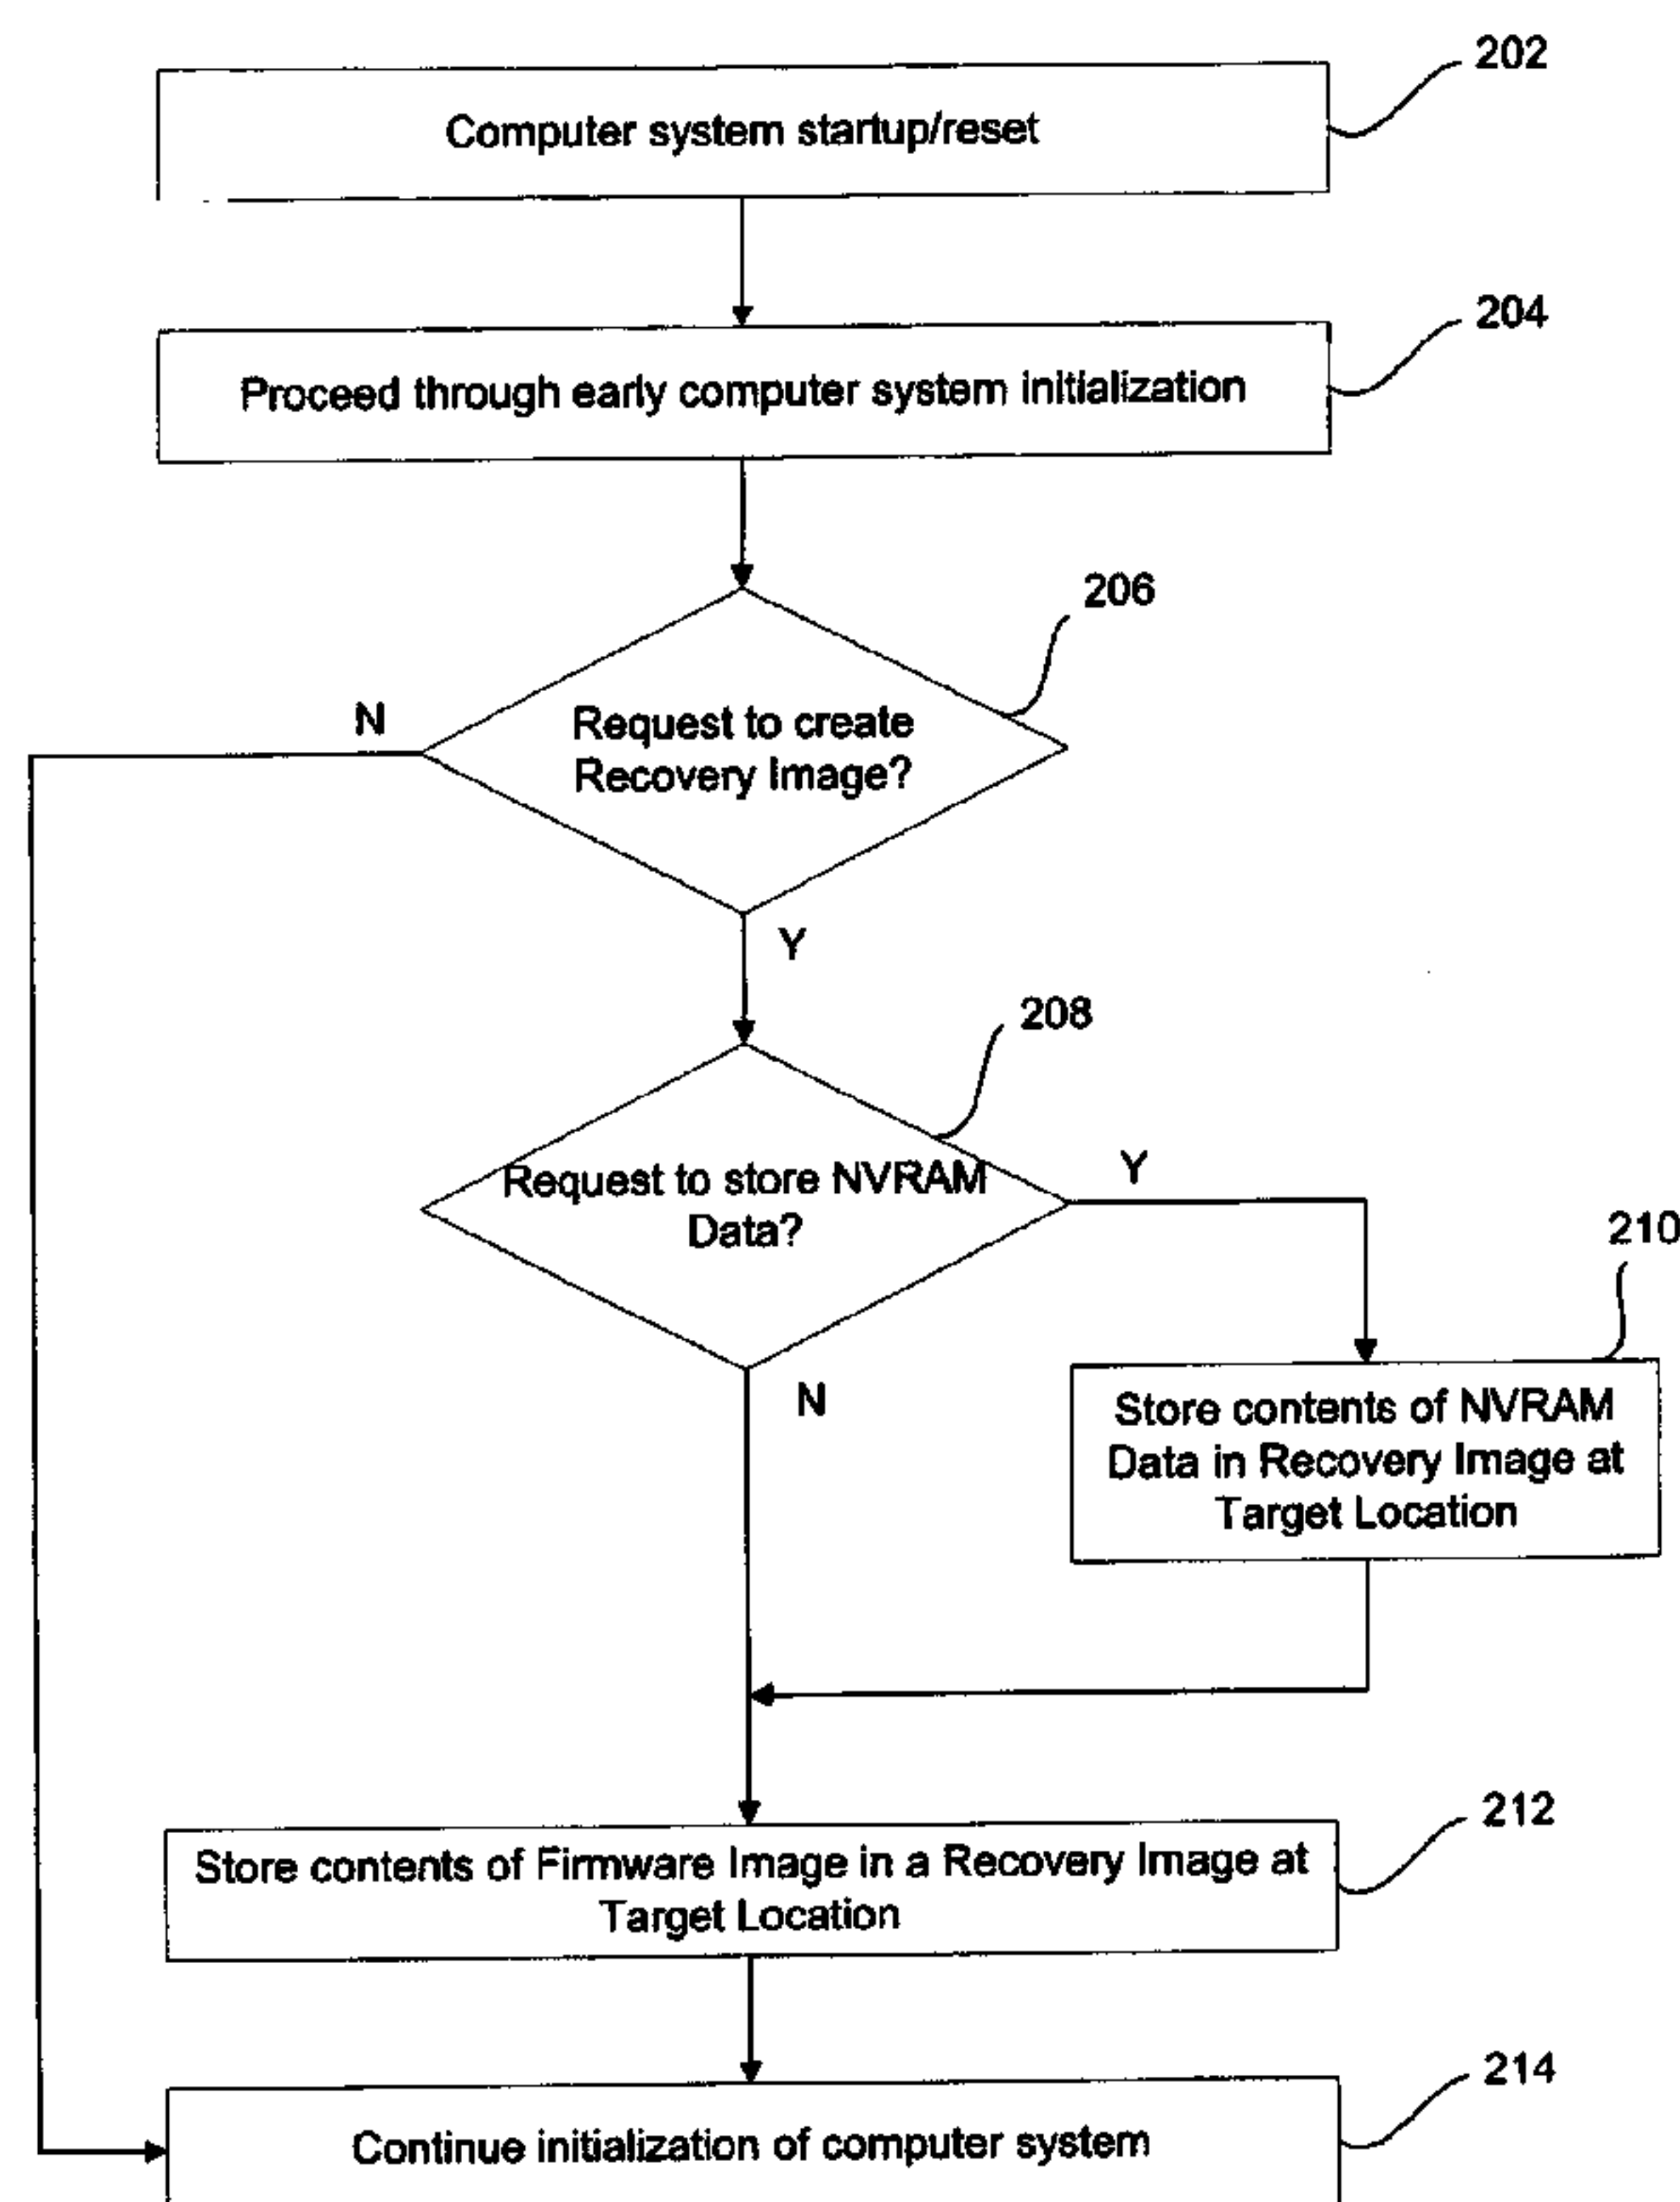 202
Computer system startup/reset
204
Proceed through early computer system initialization
206
N
Request to create
Recovery Image?
Y
208
Request to store NVRAM
Data?
Y
210
N
Store contents of NVRAM
Data in Recovery Image at
Target Location
212
Store contents of Firmware Image in a Recovery Image at
Target Location
214
Continue initialization of computer system